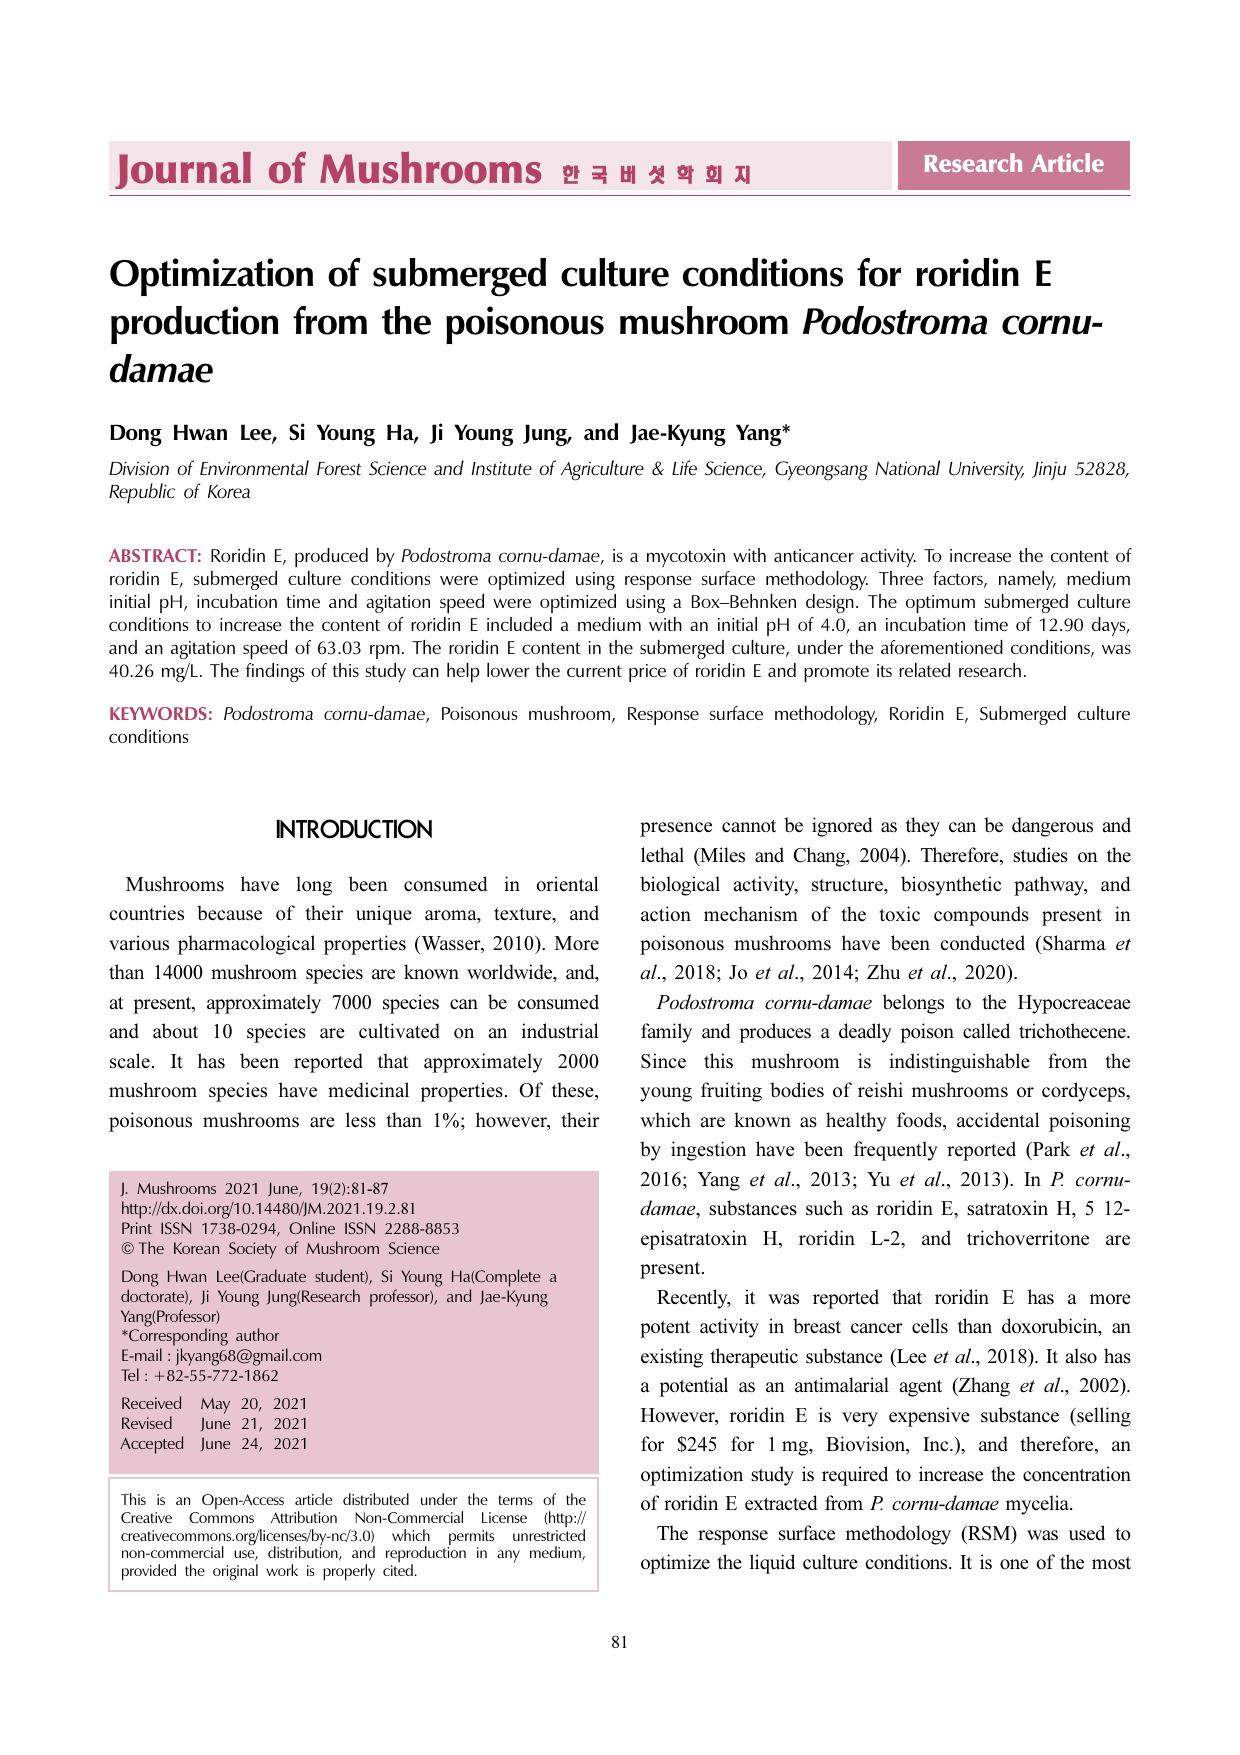 Journal of Mushrooms 한국버섯학회지
Research Article
Optimization of submerged culture conditions for roridin E
production from the poisonous mushroom Podostroma cornu-
damae
Dong Hwan Lee, Si Young Ha, Ji Young Jung, and Jae-Kyung Yang*
Division of Environmental Forest Science and Institute of Agriculture & Life Science, Gyeongsang National University, Jinju 52828,
Republic of Korea
ABSTRACT: Roridin E, produced by Podostroma cornu-damae, is a mycotoxin with anticancer activity. To increase the content of
roridin E, submerged culture conditions were optimized using response surface methodology. Three factors, namely, medium
initial pH, incubation time and agitation speed were optimized using a Box–Behnken design. The optimum submerged culture
conditions to increase the content of roridin E included a medium with an initial pH of 4.0, an incubation time of 12.90 days,
and an agitation speed of 63.03 rpm. The roridin E content in the submerged culture, under the aforementioned conditions, was
40.26 mg/L. The findings of this study can help lower the current price of roridin E and promote its related research.
KEYWORDS: Podostroma cornu-damae, Poisonous mushroom, Response surface methodology, Roridin E, Submerged culture
conditions
INTRODUCTION
Mushrooms have long been consumed in oriental
countries because of their unique aroma, texture, and
various pharmacological properties (Wasser, 2010). More
than 14000 mushroom species are known worldwide, and,
at present, approximately 7000 species can be consumed
and about 10 species are cultivated on an industrial
scale. It has been reported that approximately 2000
mushroom species have medicinal properties. Of these,
poisonous mushrooms are less than 1%; however, their
J. Mushrooms 2021 June, 19(2):81-87
http://dx.doi.org/10.14480/JM.2021.19.2.81
Print ISSN 1738-0294, Online ISSN 2288-8853
© The Korean Society of Mushroom Science
Dong Hwan Lee(Graduate student), Si Young Ha(Complete a
doctorate), Ji Young Jung(Research professor), and Jae-Kyung
Yang(Professor)
*Corresponding author
E-mail : jkyang68@gmail.com
Tel : +82-55-772-1862
Received May 20, 2021
Revised June 21, 2021
Accepted June 24, 2021
This is an Open-Access article distributed under the terms of the
Creative Commons Attribution Non-Commercial License (http://
creativecommons.org/licenses/by-nc/3.0) which permits unrestricted
non-commercial use, distribution, and reproduction in any medium,
provided the original work is properly cited.
presence cannot be ignored as they can be dangerous and
lethal (Miles and Chang, 2004). Therefore, studies on the
biological activity, structure, biosynthetic pathway, and
action mechanism of the toxic compounds present in
poisonous mushrooms have been conducted (Sharma et
al., 2018; Jo et al., 2014; Zhu et al., 2020).
Podostroma cornu-damae belongs to the Hypocreaceae
family and produces a deadly poison called trichothecene.
Since this mushroom is indistinguishable from the
young fruiting bodies of reishi mushrooms or cordyceps,
which are known as healthy foods, accidental poisoning
by ingestion have been frequently reported (Park et al.,
2016; Yang et al., 2013; Yu et al., 2013). In P. cornu-
damae, substances such as roridin E, satratoxin H, 5 12-
episatratoxin H, roridin L-2, and trichoverritone are
present.
Recently, it was reported that roridin E has a more
potent activity in breast cancer cells than doxorubicin, an
existing therapeutic substance (Lee et al., 2018). It also has
a potential as an antimalarial agent (Zhang et al., 2002).
However, roridin E is very expensive substance (selling
for $245 for 1 mg, Biovision, Inc.), and therefore, an
optimization study is required to increase the concentration
of roridin E extracted from P. cornu-damae mycelia.
The response surface methodology (RSM) was used to
optimize the liquid culture conditions. It is one of the most
81